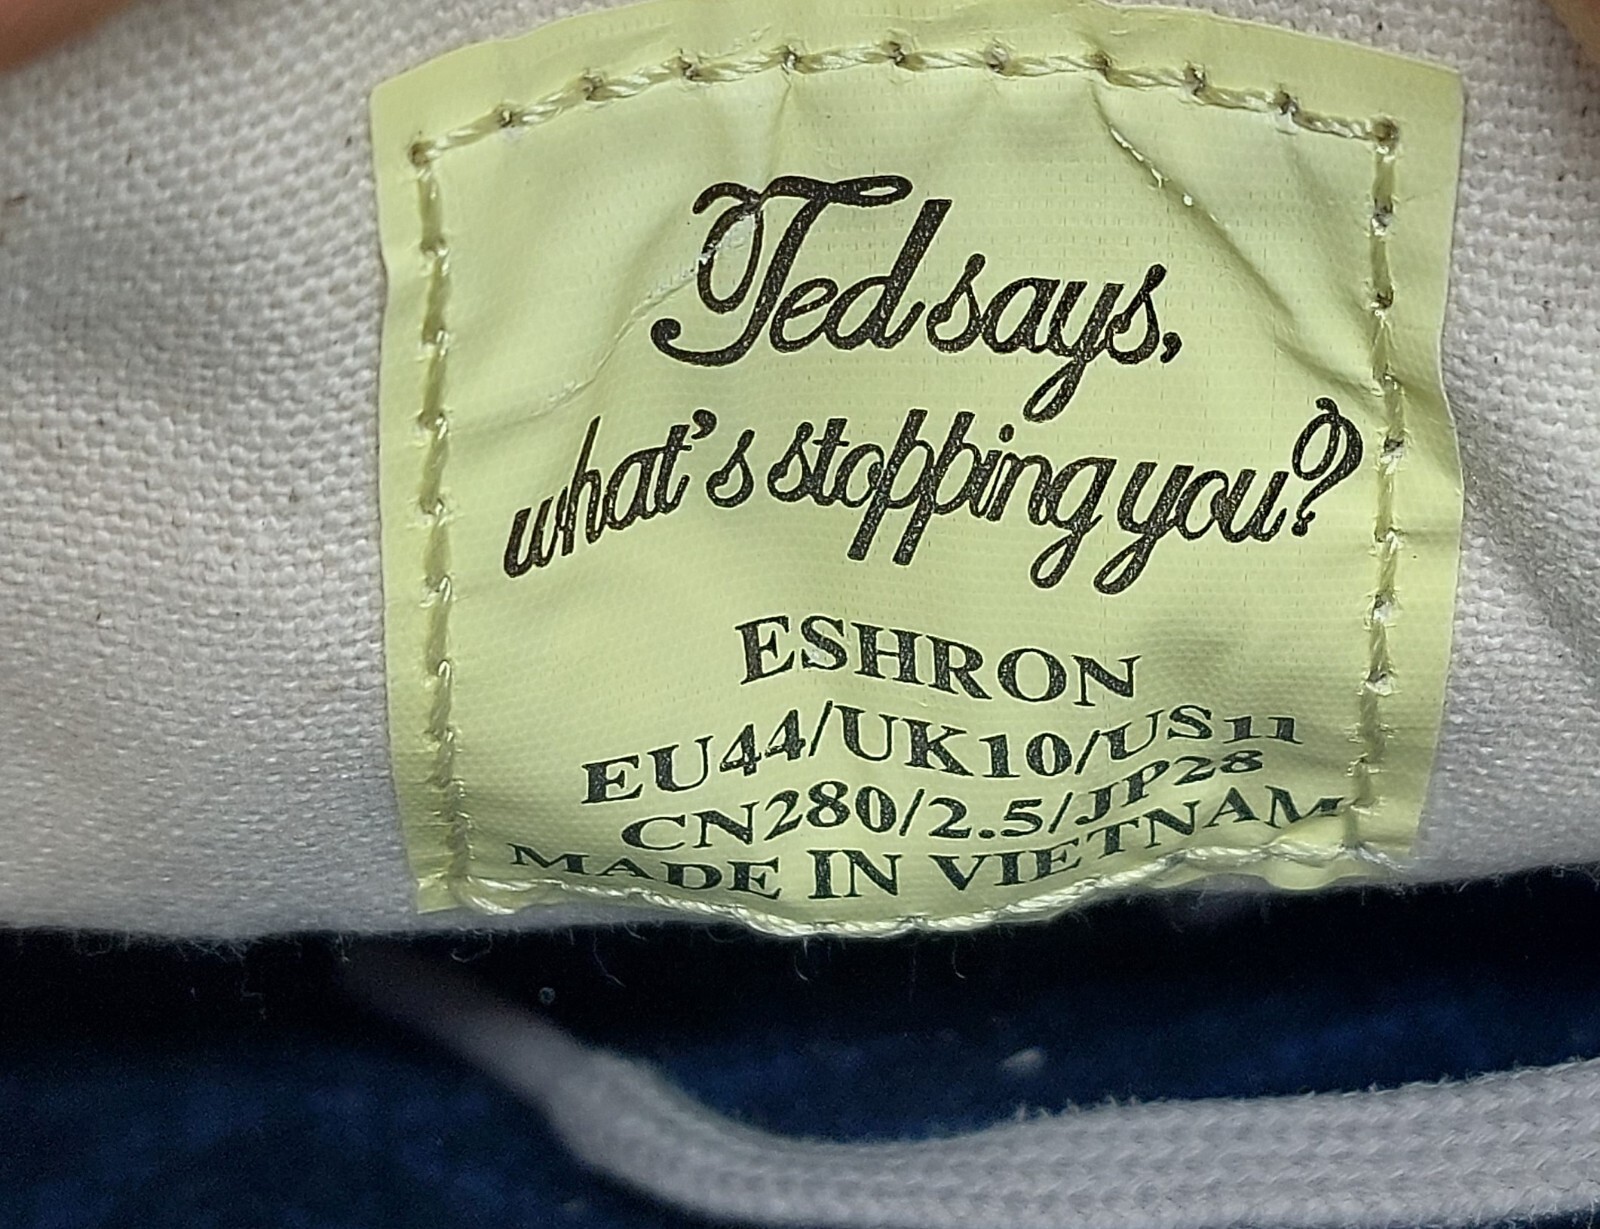 Ted says,
what's stopping you?
ESHRON
EU44/UK10/US11
CN280/2.5/JP28
MADE IN VIETNAM